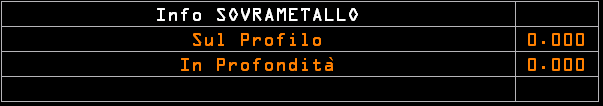 Info SOVRAMETALLO
Sul Profilo 0.000
In Profondità 0.000